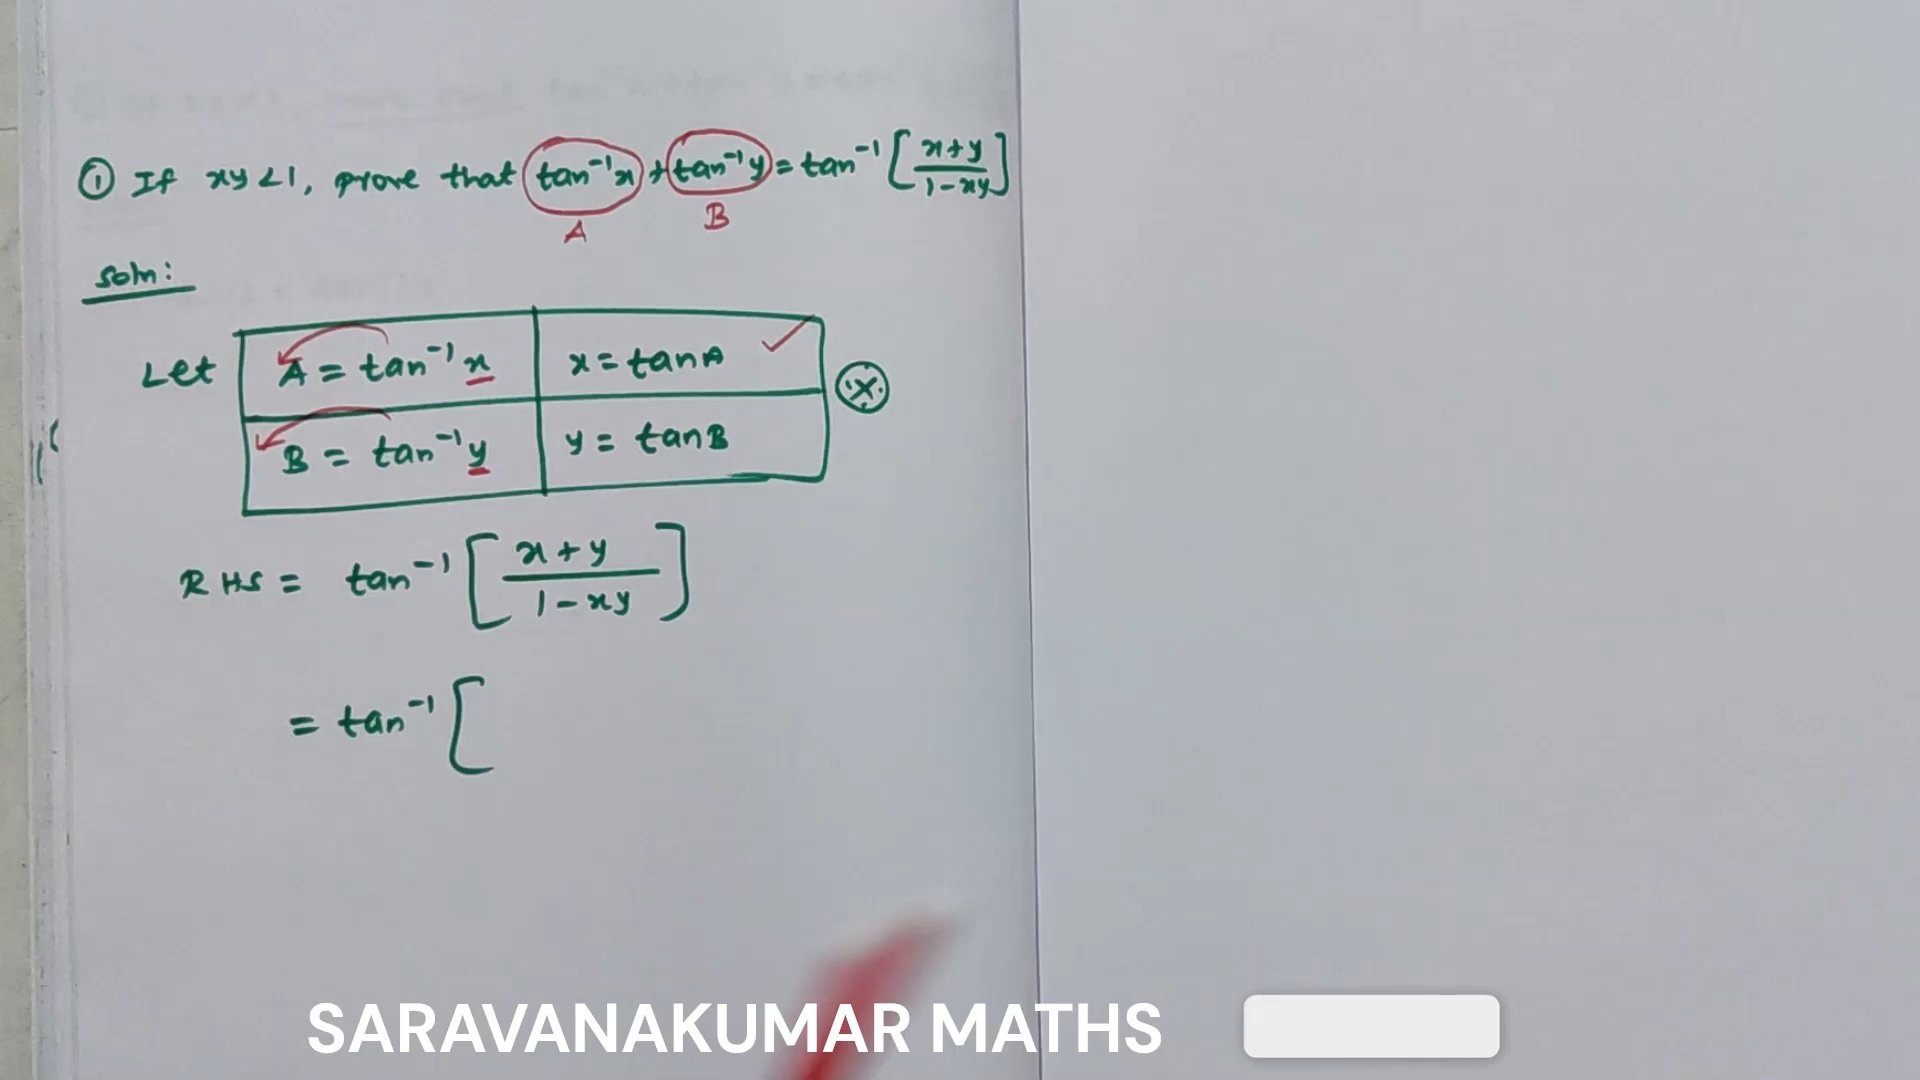 ① If xy<1, prove that tan⁻¹x + tan⁻¹y = tan⁻¹[(x+y)/(1-xy)]
A B
Soln:
Let A = tan⁻¹x x = tanA
B = tan⁻¹y y = tanB
RHS = tan⁻¹[(x+y)/(1-xy)]
= tan⁻¹[
SARAVANAKUMAR MATHS